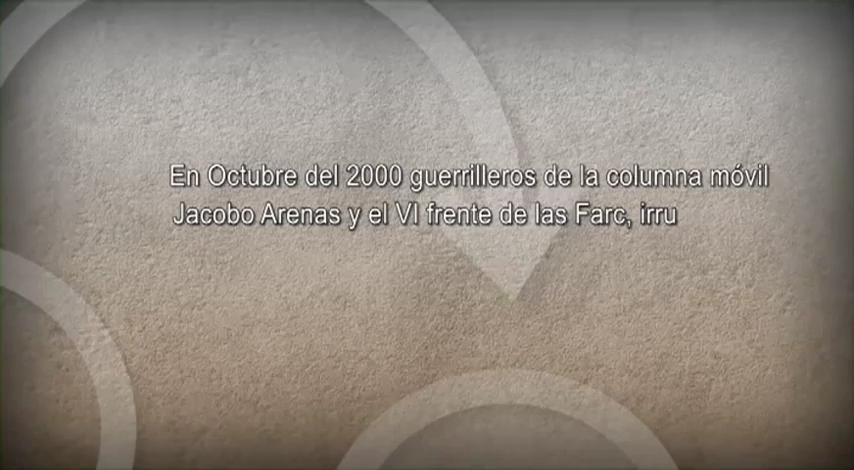 En Octubre del 2000 guerrilleros de la columna móvil
Jacobo Arenas y el VI frente de las Farc, irru